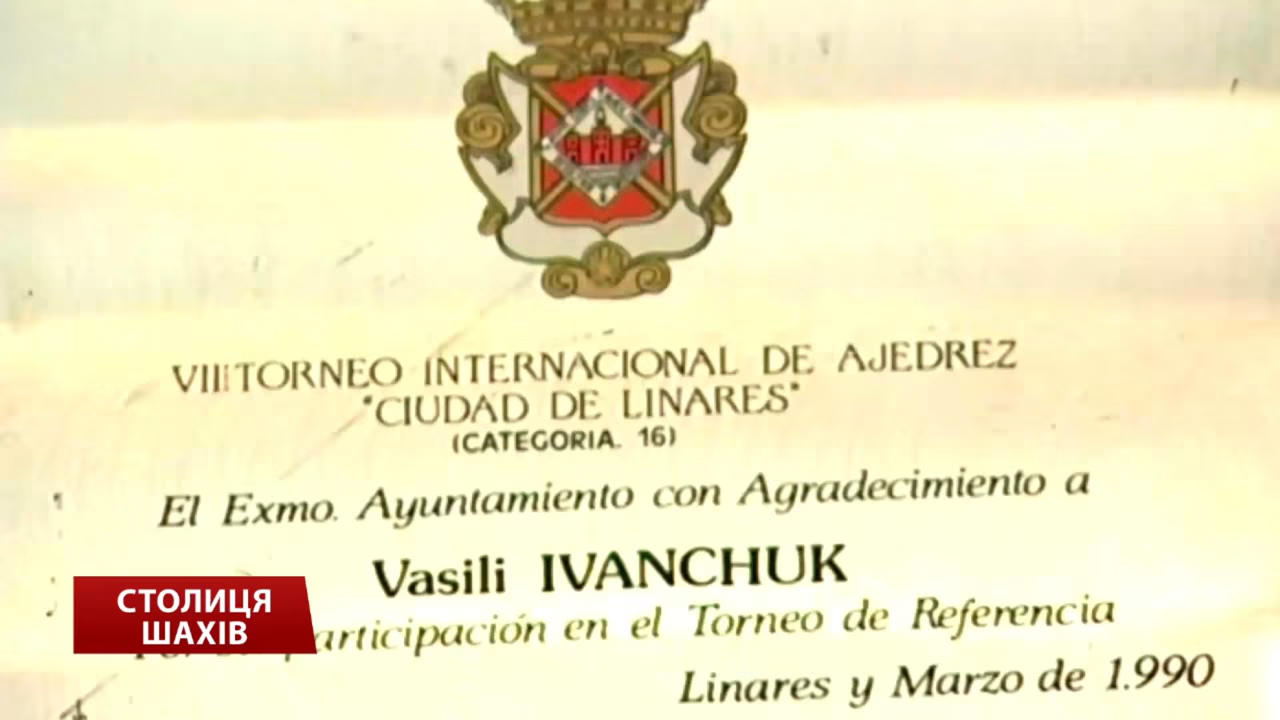 VIII TORNEO INTERNACIONAL DE AJEDREZ
"CIUDAD DE LINARES"
(CATEGORIA. 16)
El Exmo. Ayuntamiento con Agradecimiento a
Vasili IVANCHUK
participación en el Torneo de Referencia
Linares y Marzo de 1.990
СТОЛИЦЯ
ШАХІВ